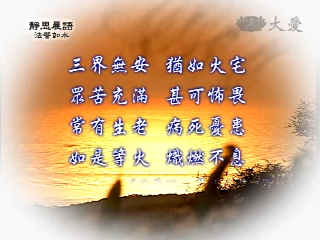 靜思晨語
法譬如水
大愛
三界無安 猶如火宅
眾苦充滿 甚可怖畏
常有生老 病死憂患
如是等火 熾燃不息